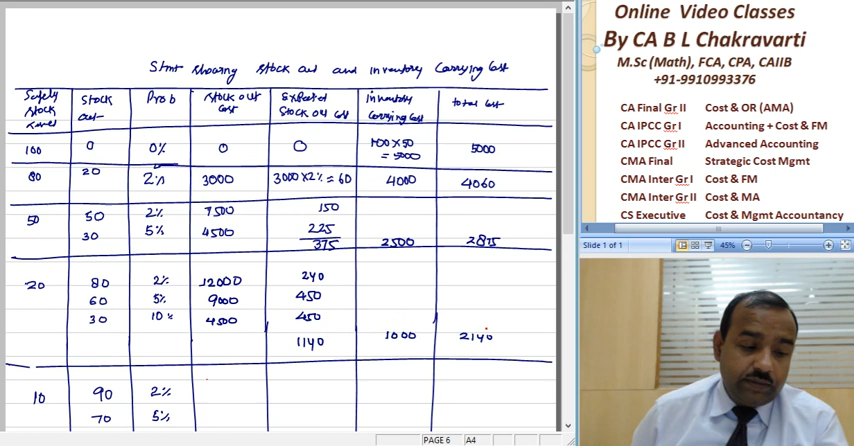 Stmt showing stock out and inventory carrying cost
Safety Stock Level | Stock out | Prob | Stock out Cost | Expected Stock out Cost | inventory carrying Cost | total cost
100 | 0 | 0% | 0 | 0 | 100 x 50 = 5000 | 5000
80 | 20 | 2% | 3000 | 3000 x 2% = 60 | 4000 | 4060
50 | 50 | 2% | 7500 | 150
30 | 5% | 4500 | 225
375 | 2500 | 2875
20 | 80 | 2% | 12000 | 240
60 | 5% | 9000 | 450
30 | 10% | 4500 | 450
1140 | 1000 | 2140
10 | 90 | 2%
70 | 5%
PAGE 6 A4
Online Video Classes
By CA B L Chakravarti
M.Sc (Math), FCA, CPA, CAIIB
+91-9910993376
CA Final Gr II Cost & OR (AMA)
CA IPCC Gr I Accounting + Cost & FM
CA IPCC Gr II Advanced Accounting
CMA Final Strategic Cost Mgmt
CMA Inter Gr I Cost & FM
CMA Inter Gr II Cost & MA
CS Executive Cost & Mgmt Accountancy
Slide 1 of 1 45%